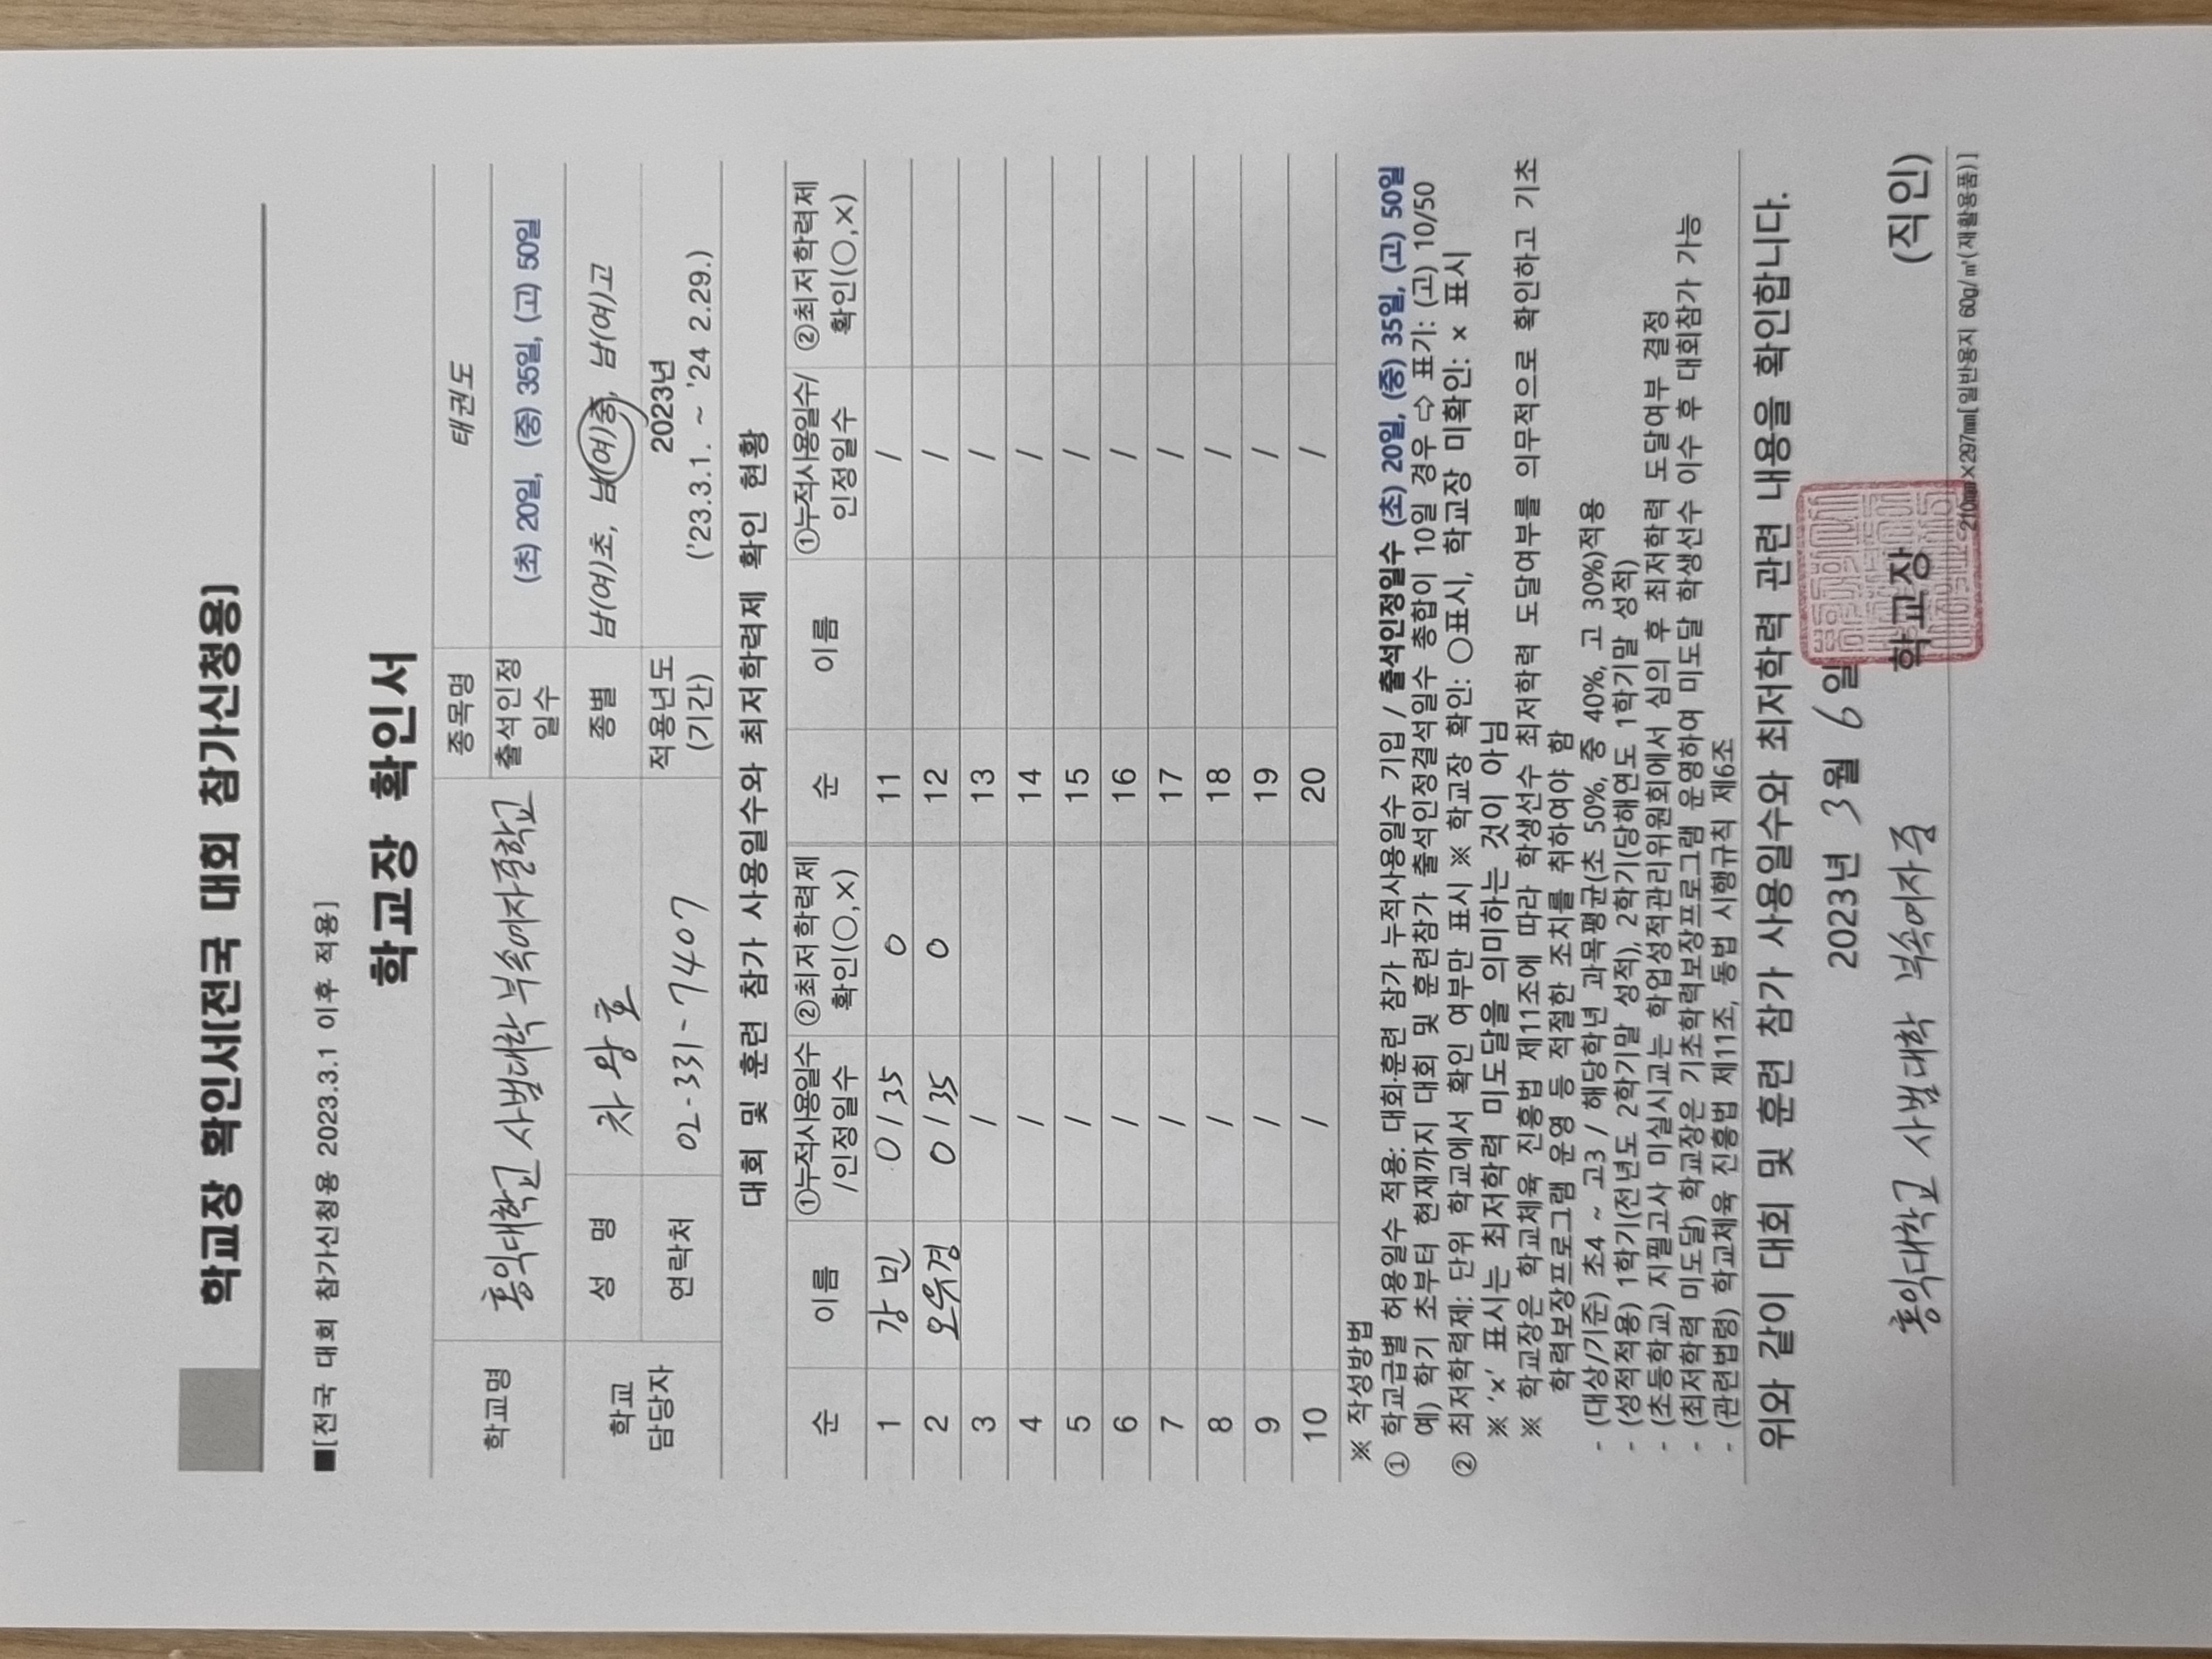 학교장 확인서(전국 대회 참가신청용)
■[전국 대회 참가신청용 2023.3.1 이후 적용]
학교장 확인서
학교명 홍익대학교 사범대학 부속여자중학교 종목명 태권도
출석인정 일수 (초) 20일, (중) 35일, (고) 50일
학교 담당자 성 명 차왕호 종별 남(여)초, 남(여)중, 남(여)고
연락처 02-331-7407 적용년도 (기간) 2023년 ('23.3.1. ~ '24 2.29.)
대회 및 훈련 참가 사용일수와 최저학력제 확인 현황
순 이름 ①누적사용일수 /인정일수 ②최저학력제 확인(○,×) 순 이름 ①누적사용일수/ 인정일수 ②최저학력제 확인(○,×)
1 강민 0/35 0 11 /
2 오유경 0/35 0 12 /
3 / 13 /
4 / 14 /
5 / 15 /
6 / 16 /
7 / 17 /
8 / 18 /
9 / 19 /
10 / 20 /
※ 작성방법
① 학교급별 허용일수 적용: 대회·훈련 참가 누적사용일수 기입 / 출석인정일수 (초) 20일, (중) 35일, (고) 50일
예) 학기 초부터 현재까지 대회 및 훈련참가 출석인정결석일수 총합이 10일 경우 ⇨ 표기: (고) 10/50
② 최저학력제: 단위 학교에서 확인 여부만 표시 ※ 학교장 확인: ○표시, 학교장 미확인: × 표시
※ '×' 표시는 최저학력 미도달을 의미하는 것이 아님
※ 학교장은 학교체육 진흥법 제11조에 따라 학생선수 최저학력 도달여부를 의무적으로 확인하고 기초
학력보장프로그램 운영 등 적절한 조치를 취하여야 함
- (대상/기준) 초4 ~ 고3 / 해당학년 과목평균(초 50%, 중 40%, 고 30%)적용
- (성적적용) 1학기(전년도 2학기말 성적), 2학기(당해연도 1학기말 성적)
- (초등학교) 지필고사 미실시교는 학업성적관리위원회에서 심의 후 최저학력 도달여부 결정
- (최저학력 미도달) 학교장은 기초학력보장프로그램 운영하여 미도달 학생선수 이수 후 대회참가 가능
- (관련법령) 학교체육 진흥법 제11조, 동법 시행규칙 제6조
위와 같이 대회 및 훈련 참가 사용일수와 최저학력 관련 내용을 확인합니다.
2023년 3월 6일
홍익대학교 사범대학 부속여자중 학교장 (직인)
210㎜×297㎜[일반용지 60g/㎡(재활용품)]